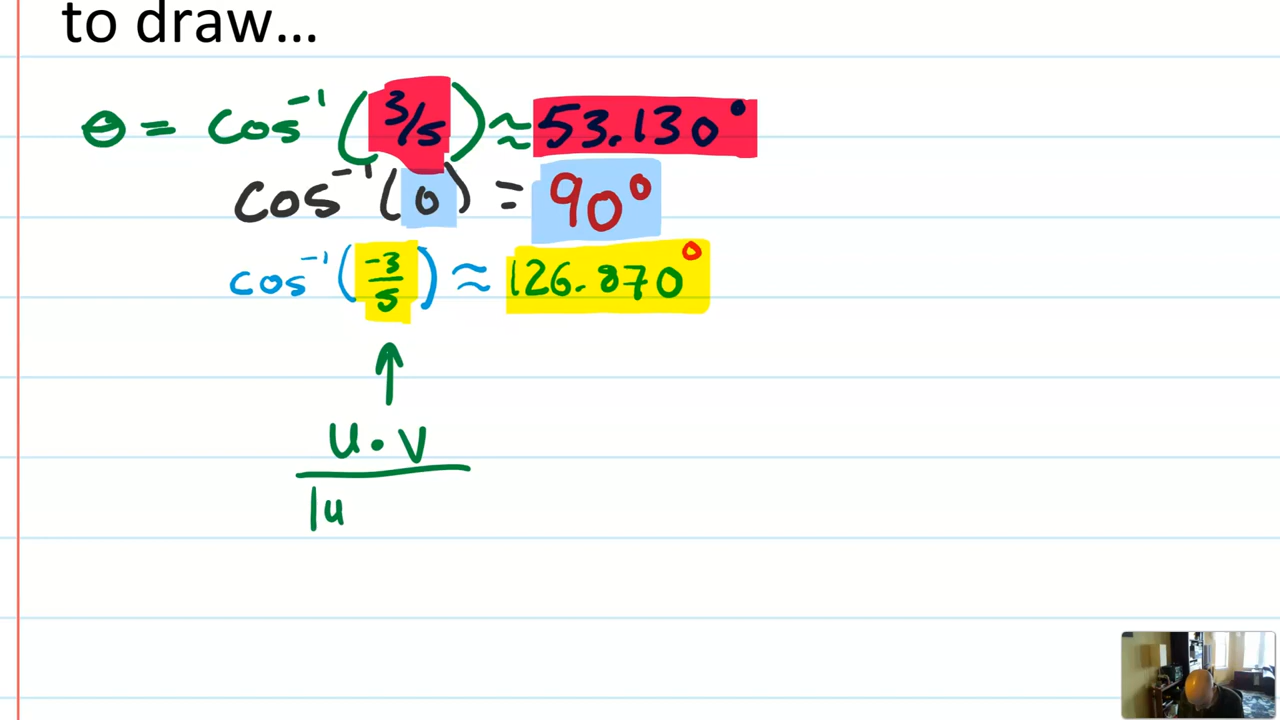 to draw...
θ = cos⁻¹(3/5) ≈ 53.130°
cos⁻¹(0) = 90°
cos⁻¹(-3/5) ≈ 126.870°
↑
u • v
|u